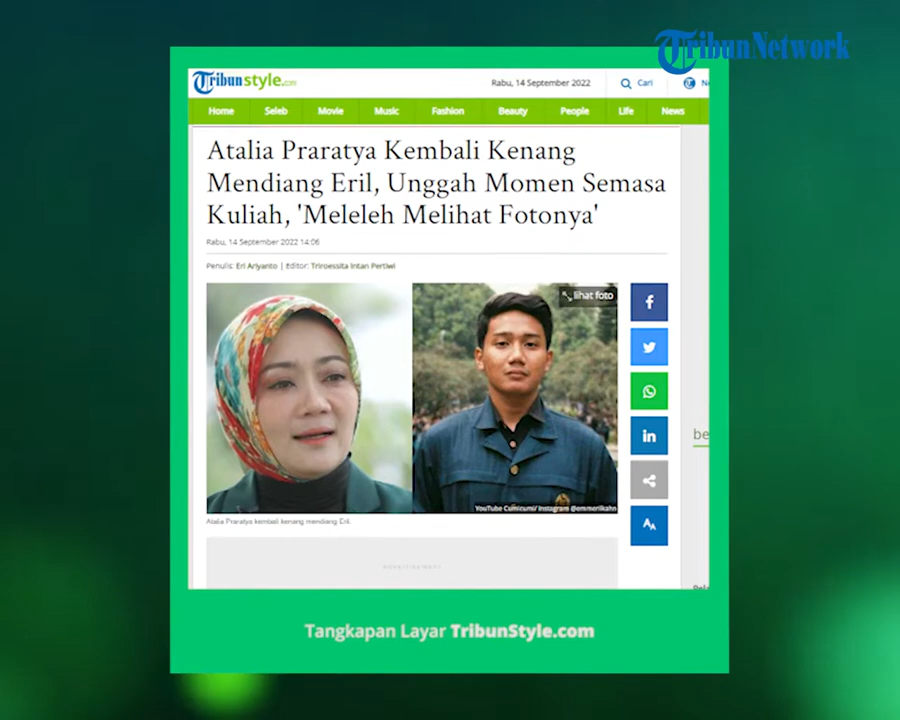 TribunNetwork
Tribunstyle.com
Rabu, 14 September 2022
Cari
Home Seleb Movie Music Fashion Beauty People Life News
Atalia Praratya Kembali Kenang
Mendiang Eril, Unggah Momen Semasa
Kuliah, 'Meleleh Melihat Fotonya'
Rabu, 14 September 2022 14:06
Penulis: Eri Ariyanto | Editor: Triroessita Intan Pertiwi
lihat foto
YouTube Cumicumi/ Instagram @emmerilkahn
Atalia Praratya kembali kenang mendiang Eril.
ADVERTISEMENT
be
Tangkapan Layar TribunStyle.com